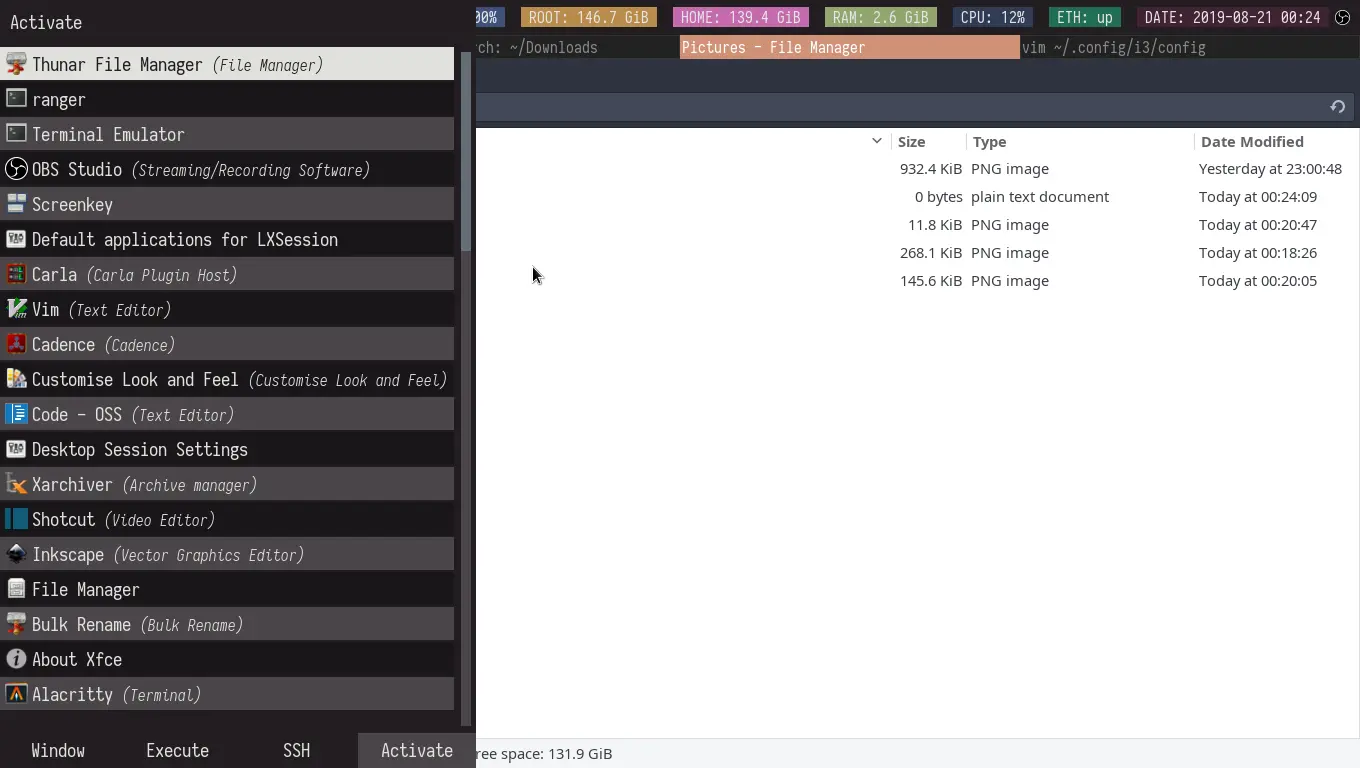 Activate
Thunar File Manager (File Manager)
ranger
Terminal Emulator
OBS Studio (Streaming/Recording Software)
Screenkey
Default applications for LXSession
Carla (Carla Plugin Host)
Vim (Text Editor)
Cadence (Cadence)
Customise Look and Feel (Customise Look and Feel)
Code - OSS (Text Editor)
Desktop Session Settings
Xarchiver (Archive manager)
Shotcut (Video Editor)
Inkscape (Vector Graphics Editor)
File Manager
Bulk Rename (Bulk Rename)
About Xfce
Alacritty (Terminal)
Window Execute SSH Activate
00% ROOT: 146.7 GiB HOME: 139.4 GiB RAM: 2.6 GiB CPU: 12% ETH: up DATE: 2019-08-21 00:24
rch: ~/Downloads Pictures - File Manager vim ~/.config/i3/config
Size Type Date Modified
932.4 KiB PNG image Yesterday at 23:00:48
0 bytes plain text document Today at 00:24:09
11.8 KiB PNG image Today at 00:20:47
268.1 KiB PNG image Today at 00:18:26
145.6 KiB PNG image Today at 00:20:05
ree space: 131.9 GiB